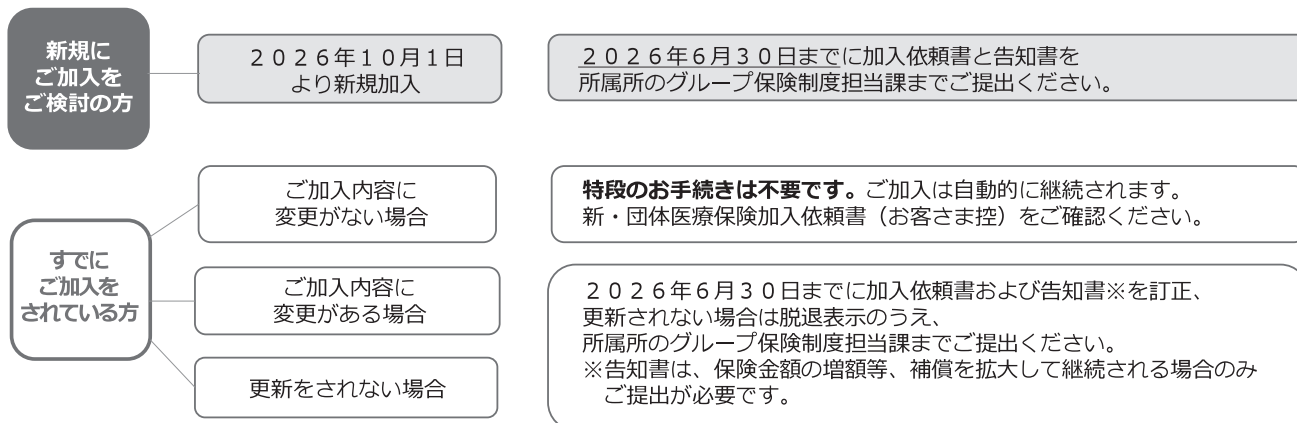 新規に
ご加入を
ご検討の方
２０２６年１０月１日
より新規加入
２０２６年６月３０日までに加入依頼書と告知書を
所属所のグループ保険制度担当課までご提出ください。
すでに
ご加入を
されている方
ご加入内容に
変更がない場合
特段のお手続きは不要です。ご加入は自動的に継続されます。
新・団体医療保険加入依頼書（お客さま控）をご確認ください。
ご加入内容に
変更がある場合
更新をされない場合
２０２６年６月３０日までに加入依頼書および告知書※を訂正、
更新されない場合は脱退表示のうえ、
所属所のグループ保険制度担当課までご提出ください。
※告知書は、保険金額の増額等、補償を拡大して継続される場合のみ
ご提出が必要です。